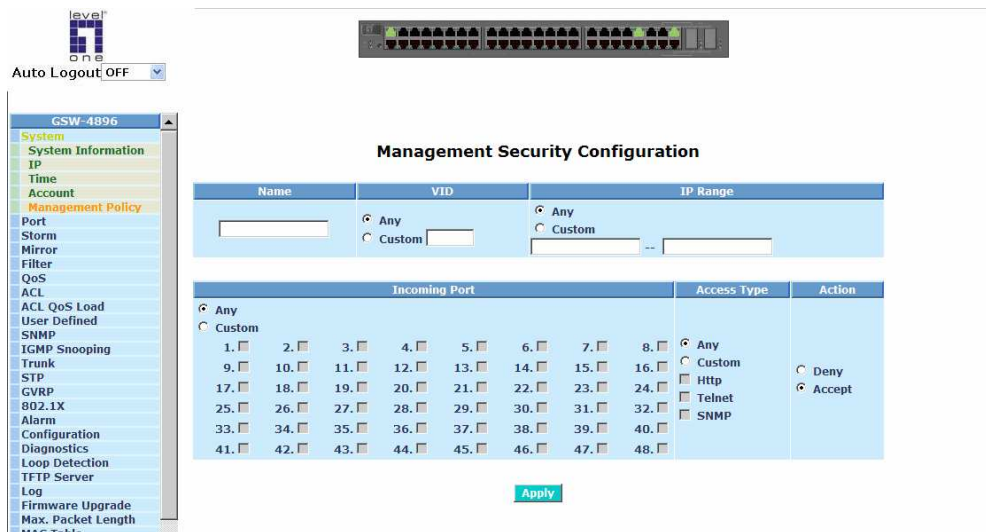 level
one
Auto Logout OFF
GSW-4896
System
System Information
IP
Time
Account
Management Policy
Port
Storm
Mirror
Filter
QoS
ACL
ACL QoS Load
User Defined
SNMP
IGMP Snooping
Trunk
STP
GVRP
802.1X
Alarm
Configuration
Diagnostics
Loop Detection
TFTP Server
Log
Firmware Upgrade
Max. Packet Length
MAC Table
Management Security Configuration
Name VID IP Range
Any
Custom
Any
Custom
--
Incoming Port Access Type Action
Any
Custom
1. 2. 3. 4. 5. 6. 7. 8.
9. 10. 11. 12. 13. 14. 15. 16.
17. 18. 19. 20. 21. 22. 23. 24.
25. 26. 27. 28. 29. 30. 31. 32.
33. 34. 35. 36. 37. 38. 39. 40.
41. 42. 43. 44. 45. 46. 47. 48.
Any
Custom
Http
Telnet
SNMP
Deny
Accept
Apply